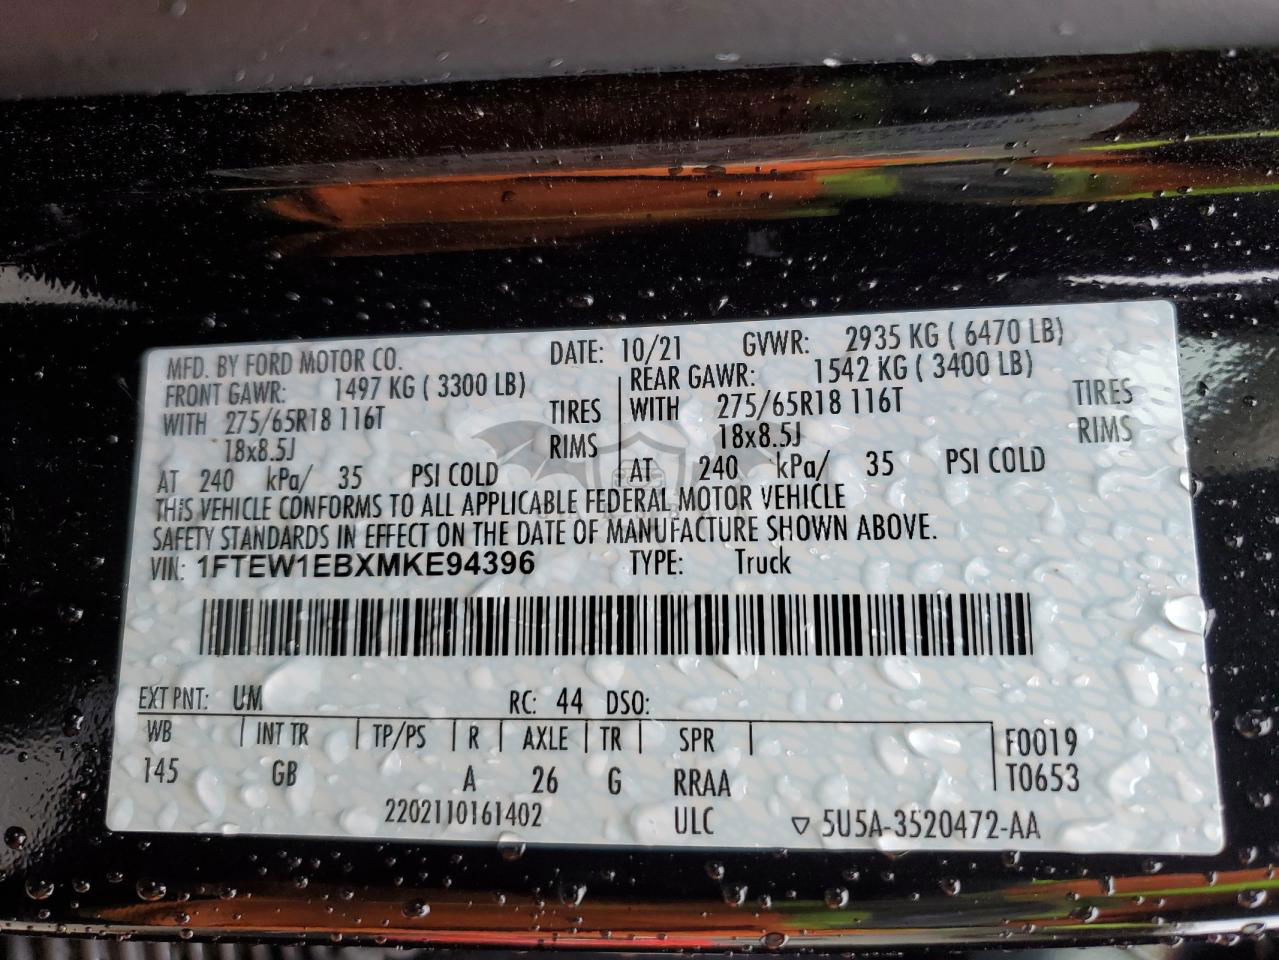 MFD. BY FORD MOTOR CO. DATE: 10/21 GVWR: 2935 KG ( 6470 LB)
FRONT GAWR: 1497 KG ( 3300 LB) REAR GAWR: 1542 KG ( 3400 LB)
WITH 275/65R18 116T TIRES WITH 275/65R18 116T TIRES
18x8.5J RIMS 18x8.5J RIMS
AT 240 kPa/ 35 PSI COLD AT 240 kPa/ 35 PSI COLD
THIS VEHICLE CONFORMS TO ALL APPLICABLE FEDERAL MOTOR VEHICLE
SAFETY STANDARDS IN EFFECT ON THE DATE OF MANUFACTURE SHOWN ABOVE.
VIN: 1FTEW1EBXMKE94396 TYPE: Truck
EXT PNT: UM RC: 44 DSO:
WB INT TR TP/PS R AXLE TR SPR F0019
145 GB A 26 G RRAA T0653
2202110161402 ULC ▽ 5U5A-3520472-AA